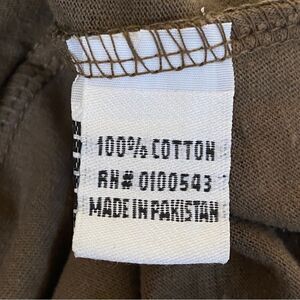 100% COTTON
RN# 0100543
MADE IN PAKISTAN